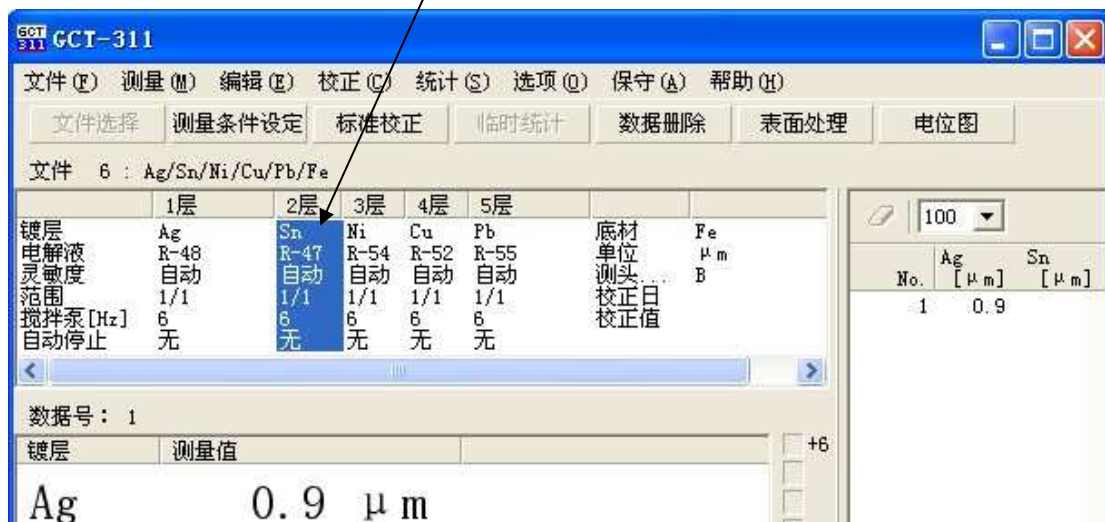 GCT 311 GCT-311
文件(F) 测量(M) 编辑(E) 校正(C) 统计(S) 选项(O) 保守(A) 帮助(H)
文件选择 测量条件设定 标准校正 临时统计 数据删除 表面处理 电位图
文件 6 : Ag/Sn/Ni/Cu/Pb/Fe
1层 2层 3层 4层 5层
镀层 Ag Sn Ni Cu Pb 底材 Fe
电解液 R-48 R-47 R-54 R-52 R-55 单位 μm
灵敏度 自动 自动 自动 自动 自动 测头... B
范围 1/1 1/1 1/1 1/1 1/1 校正日
搅拌泵[Hz] 6 6 6 6 6 校正值
自动停止 无 无 无 无 无
100
No. Ag [μm] Sn [μm]
1 0.9
数据号: 1
镀层 测量值
+6
Ag 0.9 μm